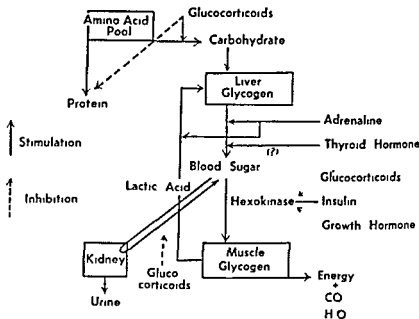 Glucocorticoids
Amino Acid
Pool
Carbohydrate
Protein
Liver
Glycogen
Adrenaline
Stimulation
(?)
Thyroid Hormone
Blood Sugar
Glucocorticoids
Lactic Acid
Inhibition
Hexokinase
Insulin
Growth Hormone
Kidney
Muscle
Glycogen
Gluco
corticoids
Energy
+
CO
H O
Urine